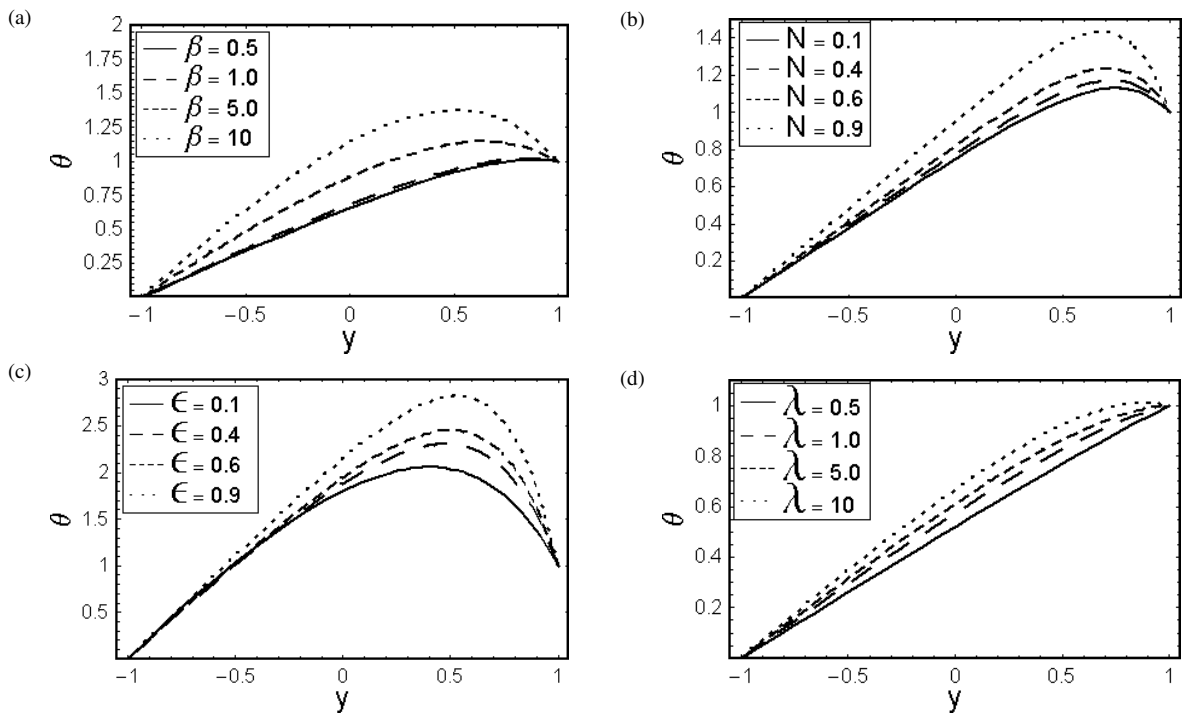 (a)
2
1.75
1.5
1.25
1
0.75
0.5
0.25
θ
β = 0.5
β = 1.0
β = 5.0
β = 10
−1
−0.5
0
0.5
1
y
(b)
1.4
1.2
1
0.8
0.6
0.4
0.2
θ
N = 0.1
N = 0.4
N = 0.6
N = 0.9
−1
−0.5
0
0.5
1
y
(c)
3
2.5
2
1.5
1
0.5
θ
ϵ = 0.1
ϵ = 0.4
ϵ = 0.6
ϵ = 0.9
−1
−0.5
0
0.5
1
y
(d)
1
0.8
0.6
0.4
0.2
θ
λ = 0.5
λ = 1.0
λ = 5.0
λ = 10
−1
−0.5
0
0.5
1
y